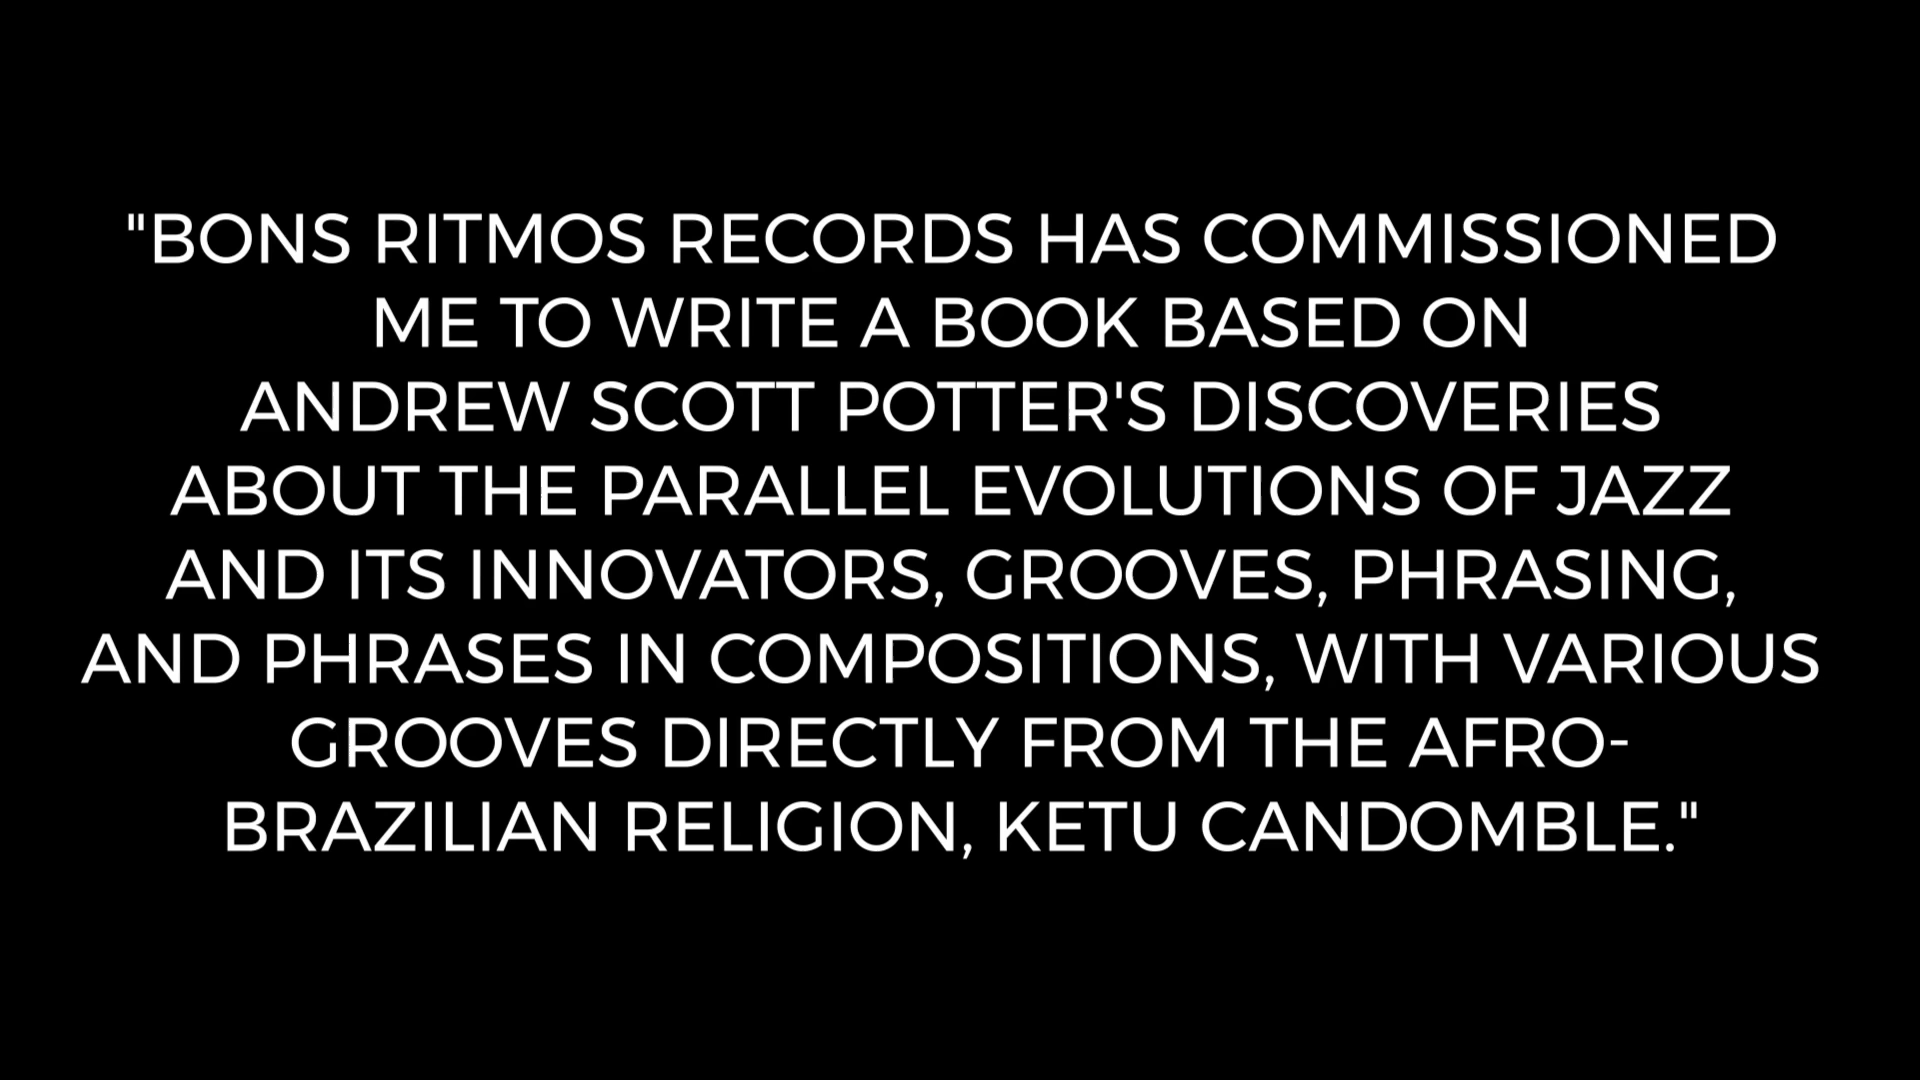 "BONS RITMOS RECORDS HAS COMMISSIONED
ME TO WRITE A BOOK BASED ON
ANDREW SCOTT POTTER'S DISCOVERIES
ABOUT THE PARALLEL EVOLUTIONS OF JAZZ
AND ITS INNOVATORS, GROOVES, PHRASING,
AND PHRASES IN COMPOSITIONS, WITH VARIOUS
GROOVES DIRECTLY FROM THE AFRO-
BRAZILIAN RELIGION, KETU CANDOMBLE."